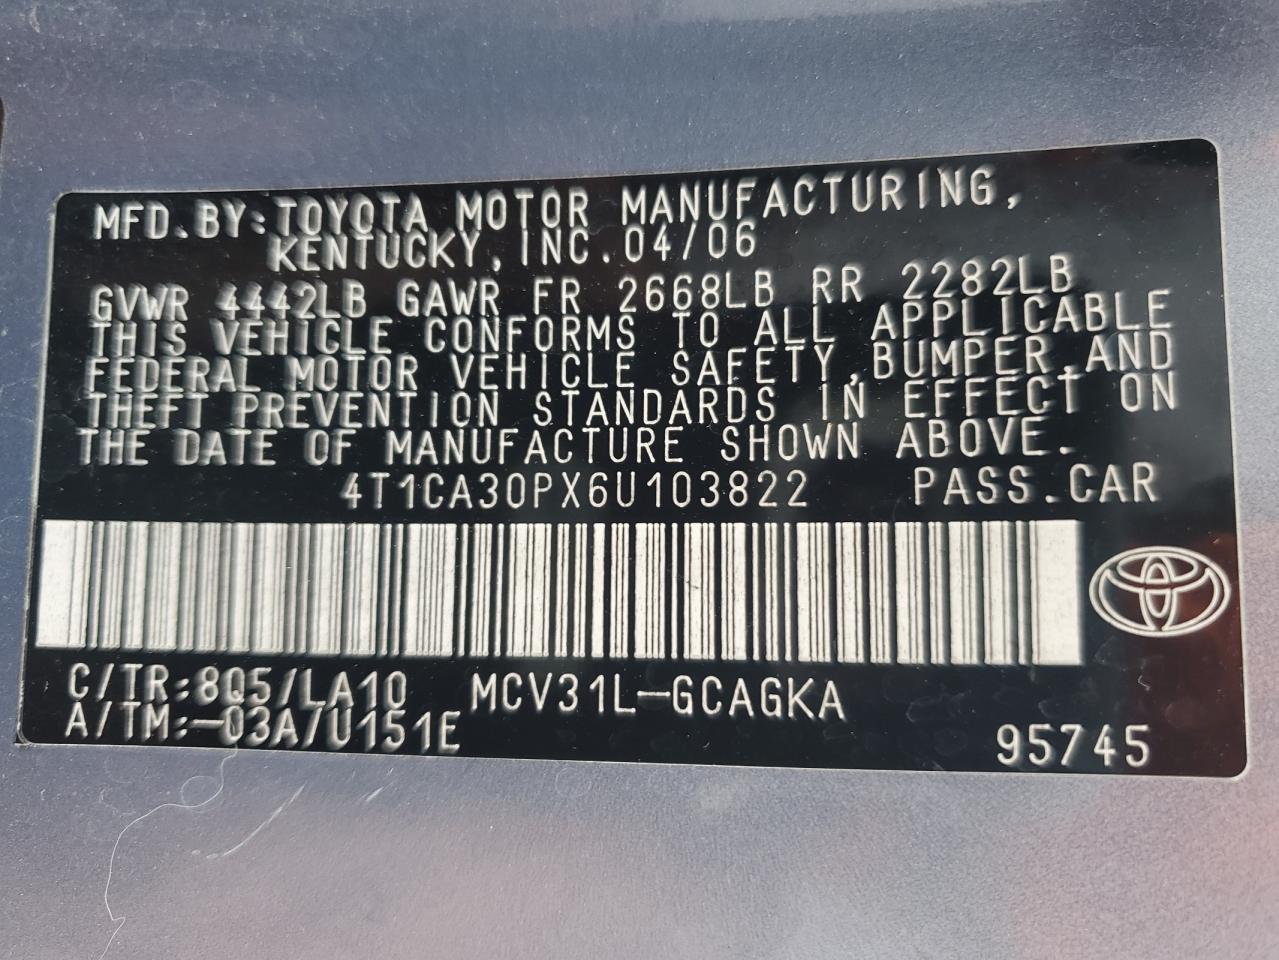 MFD.BY:TOYOTA MOTOR MANUFACTURING,
KENTUCKY,INC.04/06
GVWR 4442LB GAWR FR 2668LB RR 2282LB
THIS VEHICLE CONFORMS TO ALL APPLICABLE
FEDERAL MOTOR VEHICLE SAFETY,BUMPER,AND
THEFT PREVENTION STANDARDS IN EFFECT ON
THE DATE OF MANUFACTURE SHOWN ABOVE.
4T1CA30PX6U103822 PASS.CAR
C/TR:8Q5/LA10 MCV31L-GCAGKA
A/TM:-03A/U151E 95745